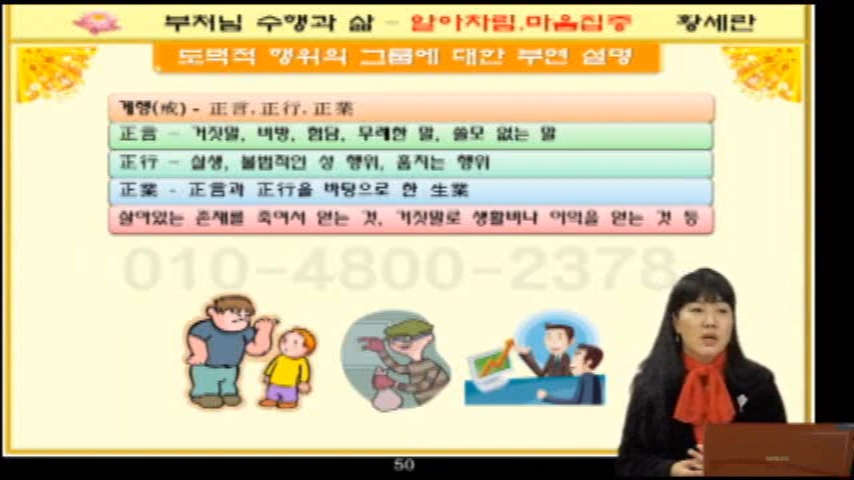 부처님 수행과 삶 - 알아차림.마음집중 황세란
도덕적 행위의 그룹에 대한 부연 설명
계행(戒) - 正言, 正行, 正業
正言 - 거짓말, 비방, 험담, 무례한 말, 쓸모 없는 말
正行 - 살생, 불법적인 성 행위, 훔치는 행위
正業 - 正言과 正行을 바탕으로 한 生業
살아있는 존재를 죽여서 얻는 것, 거짓말로 생활비나 이익을 얻는 것 등
010-4800-2378
50